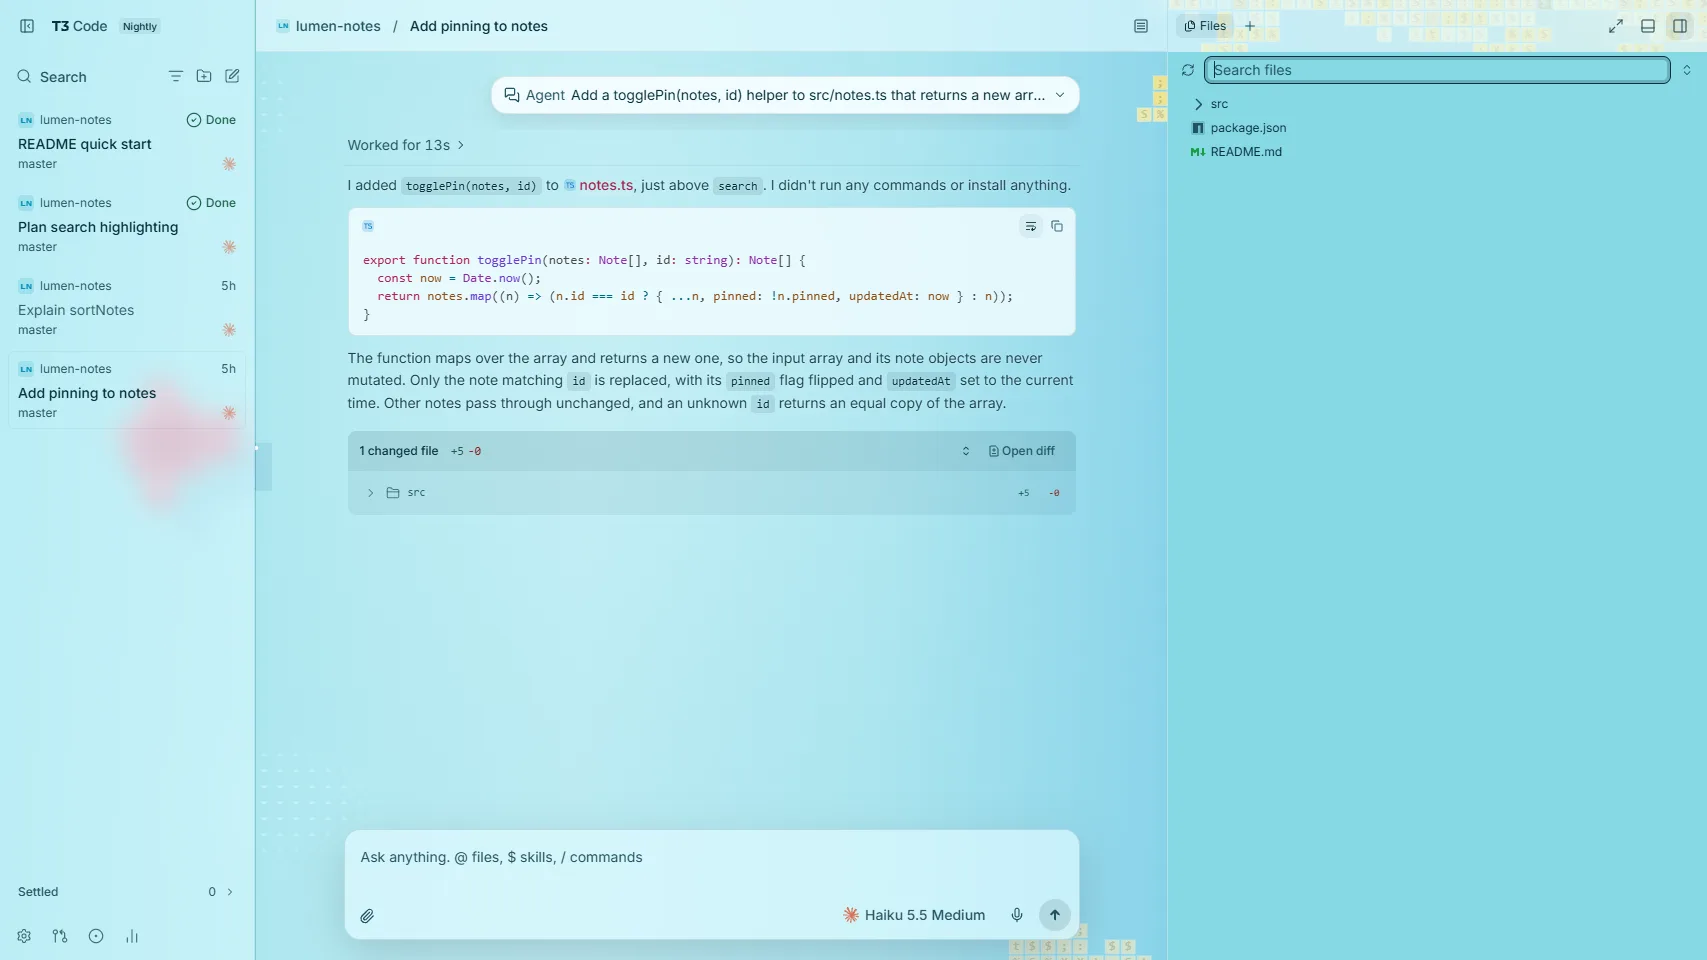 T3 Code Nightly
Search
LN lumen-notes Done
README quick start
master
LN lumen-notes Done
Plan search highlighting
master
LN lumen-notes 5h
Explain sortNotes
master
LN lumen-notes 5h
Add pinning to notes
master
Settled 0
LN lumen-notes / Add pinning to notes
Agent Add a togglePin(notes, id) helper to src/notes.ts that returns a new arr...
Worked for 13s
I added togglePin(notes, id) to TS notes.ts, just above search. I didn't run any commands or install anything.
TS
export function togglePin(notes: Note[], id: string): Note[] {
const now = Date.now();
return notes.map((n) => (n.id === id ? { ...n, pinned: !n.pinned, updatedAt: now } : n));
}
The function maps over the array and returns a new one, so the input array and its note objects are never
mutated. Only the note matching id is replaced, with its pinned flag flipped and updatedAt set to the current
time. Other notes pass through unchanged, and an unknown id returns an equal copy of the array.
1 changed file +5 -0 Open diff
src +5 -0
Ask anything. @ files, $ skills, / commands
Haiku 5.5 Medium
Files +
Search files
src
package.json
M↓ README.md